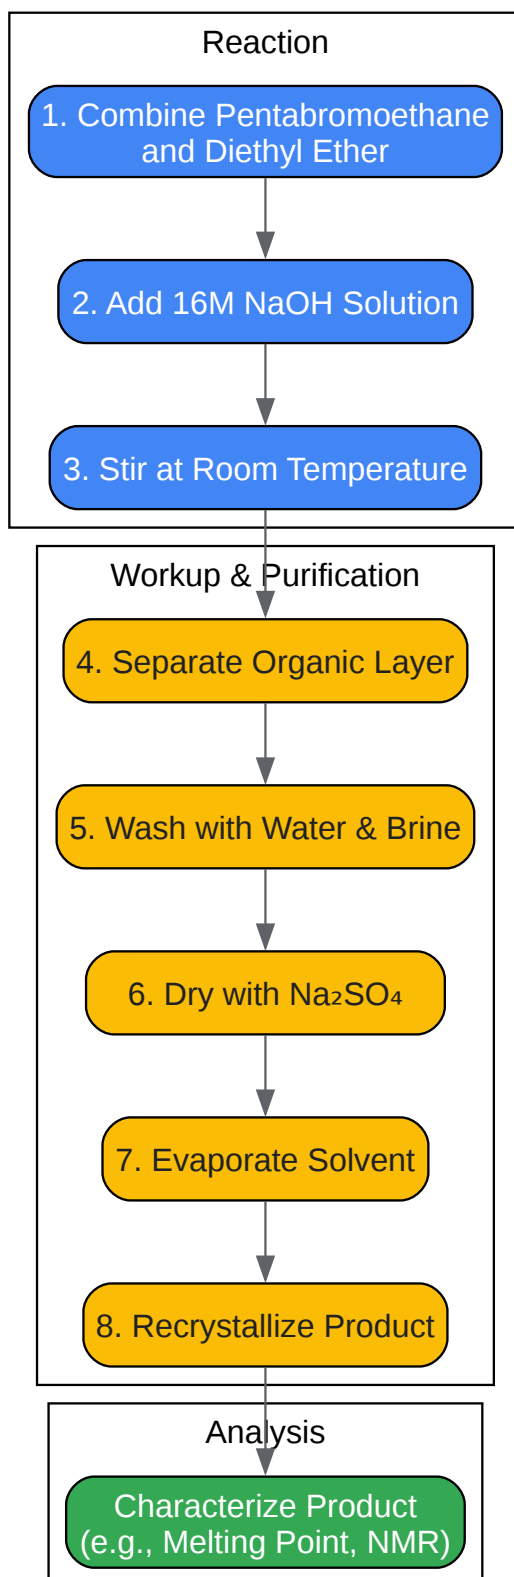 Reaction
1. Combine Pentabromoethane
and Diethyl Ether
2. Add 16M NaOH Solution
3. Stir at Room Temperature
Workup & Purification
4. Separate Organic Layer
5. Wash with Water & Brine
6. Dry with Na₂SO₄
7. Evaporate Solvent
8. Recrystallize Product
Analysis
Characterize Product
(e.g., Melting Point, NMR)